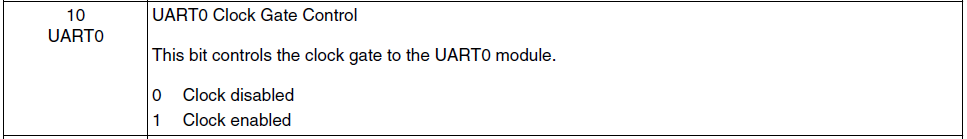 10
UART0
UART0 Clock Gate Control
This bit controls the clock gate to the UART0 module.
0 Clock disabled
1 Clock enabled